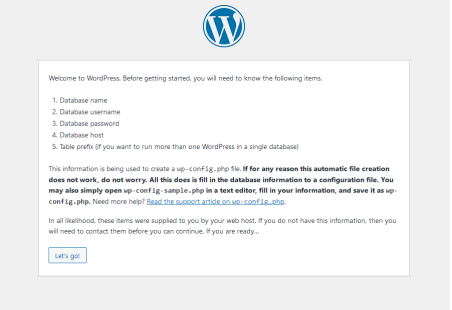 Welcome to WordPress. Before getting started, you will need to know the following items.
1. Database name
2. Database username
3. Database password
4. Database host
5. Table prefix (if you want to run more than one WordPress in a single database)
This information is being used to create a wp-config.php file. If for any reason this automatic file creation
does not work, do not worry. All this does is fill in the database information to a configuration file. You
may also simply open wp-config-sample.php in a text editor, fill in your information, and save it as wp-
config.php. Need more help? Read the support article on wp-config.php.
In all likelihood, these items were supplied to you by your web host. If you do not have this information, then you
will need to contact them before you can continue. If you are ready...
Let's go!